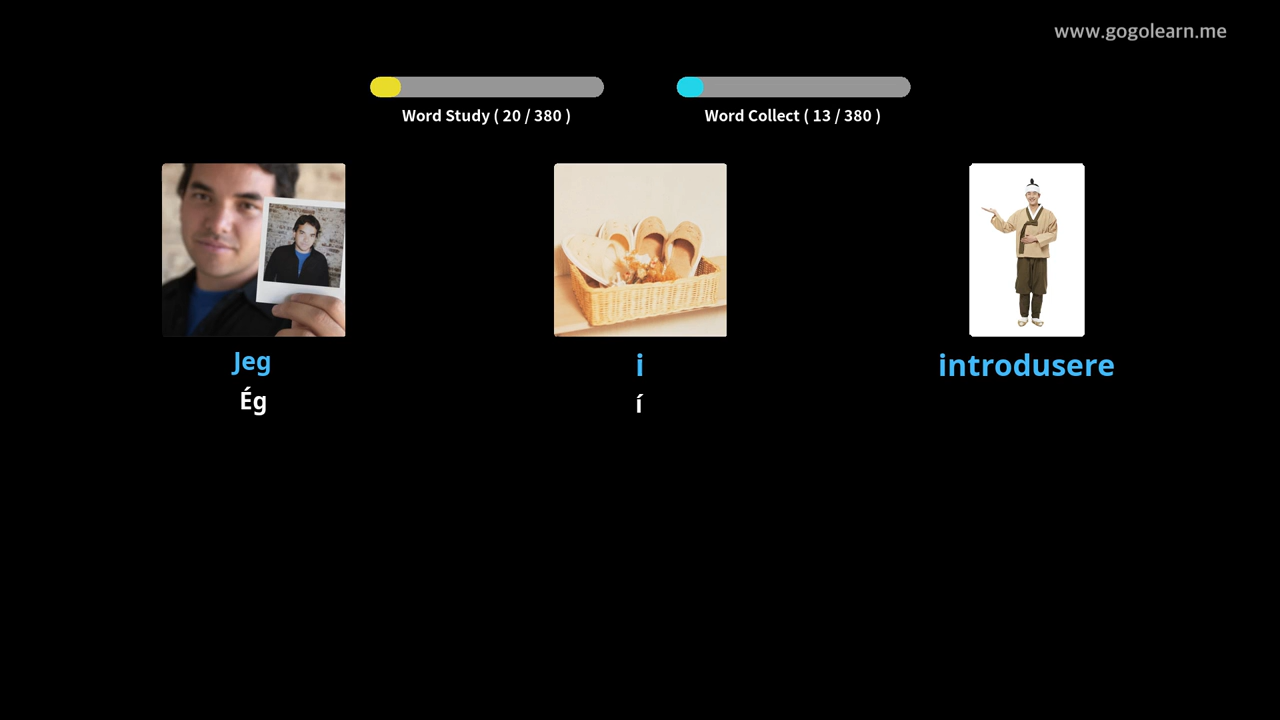 www.gogolearn.me
Word Study ( 20 / 380 )
Word Collect ( 13 / 380 )
Jeg
i
introdusere
Ég
í